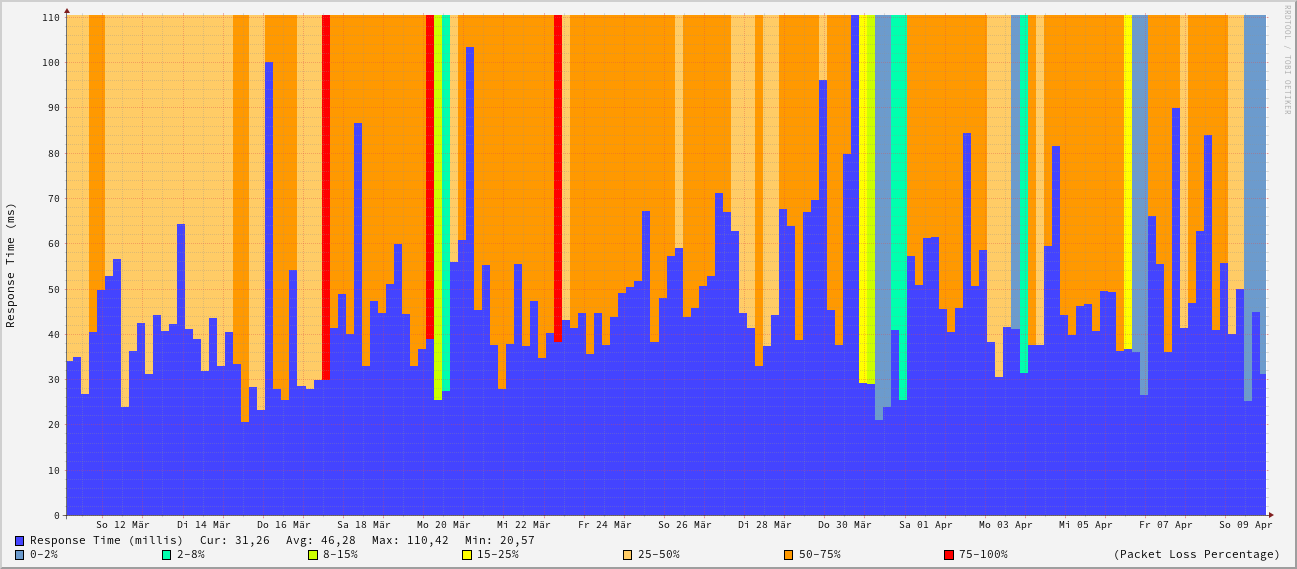 RRDTOOL / TOBI OETIKER
Response Time (ms)
110
100
90
80
70
60
50
40
30
20
10
0
So 12 Mär Di 14 Mär Do 16 Mär Sa 18 Mär Mo 20 Mär Mi 22 Mär Fr 24 Mär So 26 Mär Di 28 Mär Do 30 Mär Sa 01 Apr Mo 03 Apr Mi 05 Apr Fr 07 Apr So 09 Apr
Response Time (millis) Cur: 31,26 Avg: 46,28 Max: 110,42 Min: 20,57
0-2% 2-8% 8-15% 15-25% 25-50% 50-75% 75-100% (Packet Loss Percentage)